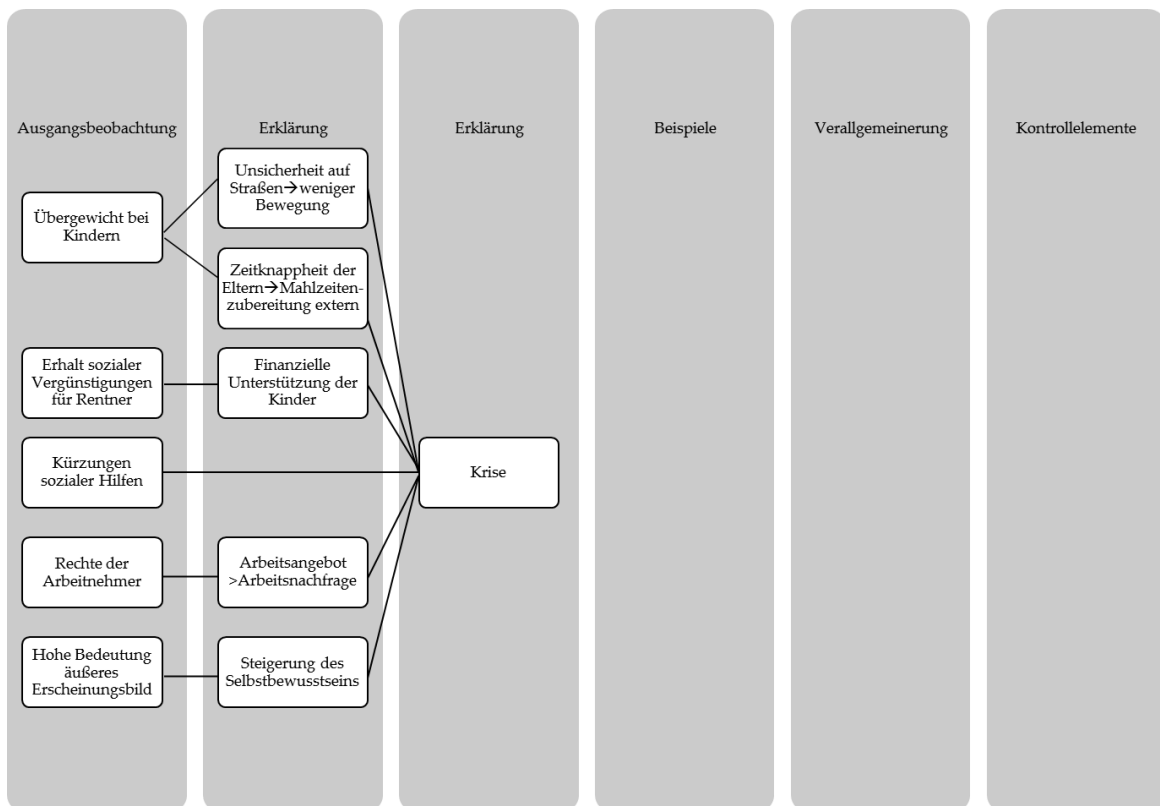 Ausgangsbeobachtung
Erklärung
Erklärung
Beispiele
Verallgemeinerung
Kontrollelemente
Übergewicht bei
Kindern
Unsicherheit auf
Straßen→weniger
Bewegung
Zeitknappheit der
Eltern→Mahlzeiten-
zubereitung extern
Erhalt sozialer
Vergünstigungen
für Rentner
Finanzielle
Unterstützung der
Kinder
Kürzungen
sozialer Hilfen
Krise
Rechte der
Arbeitnehmer
Arbeitsangebot
>Arbeitsnachfrage
Hohe Bedeutung
äußeres
Erscheinungsbild
Steigerung des
Selbstbewusstseins